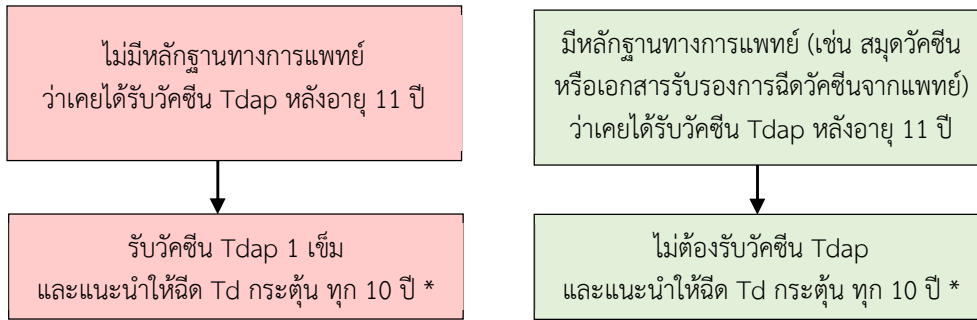 ไม่มีหลักฐานทางการแพทย์
ว่าเคยได้รับวัคซีน Tdap หลังอายุ 11 ปี
รับวัคซีน Tdap 1 เข็ม
และแนะนำให้ฉีด Td กระตุ้น ทุก 10 ปี *
มีหลักฐานทางการแพทย์ (เช่น สมุดวัคซีน
หรือเอกสารรับรองการฉีดวัคซีนจากแพทย์)
ว่าเคยได้รับวัคซีน Tdap หลังอายุ 11 ปี
ไม่ต้องรับวัคซีน Tdap
และแนะนำให้ฉีด Td กระตุ้น ทุก 10 ปี *